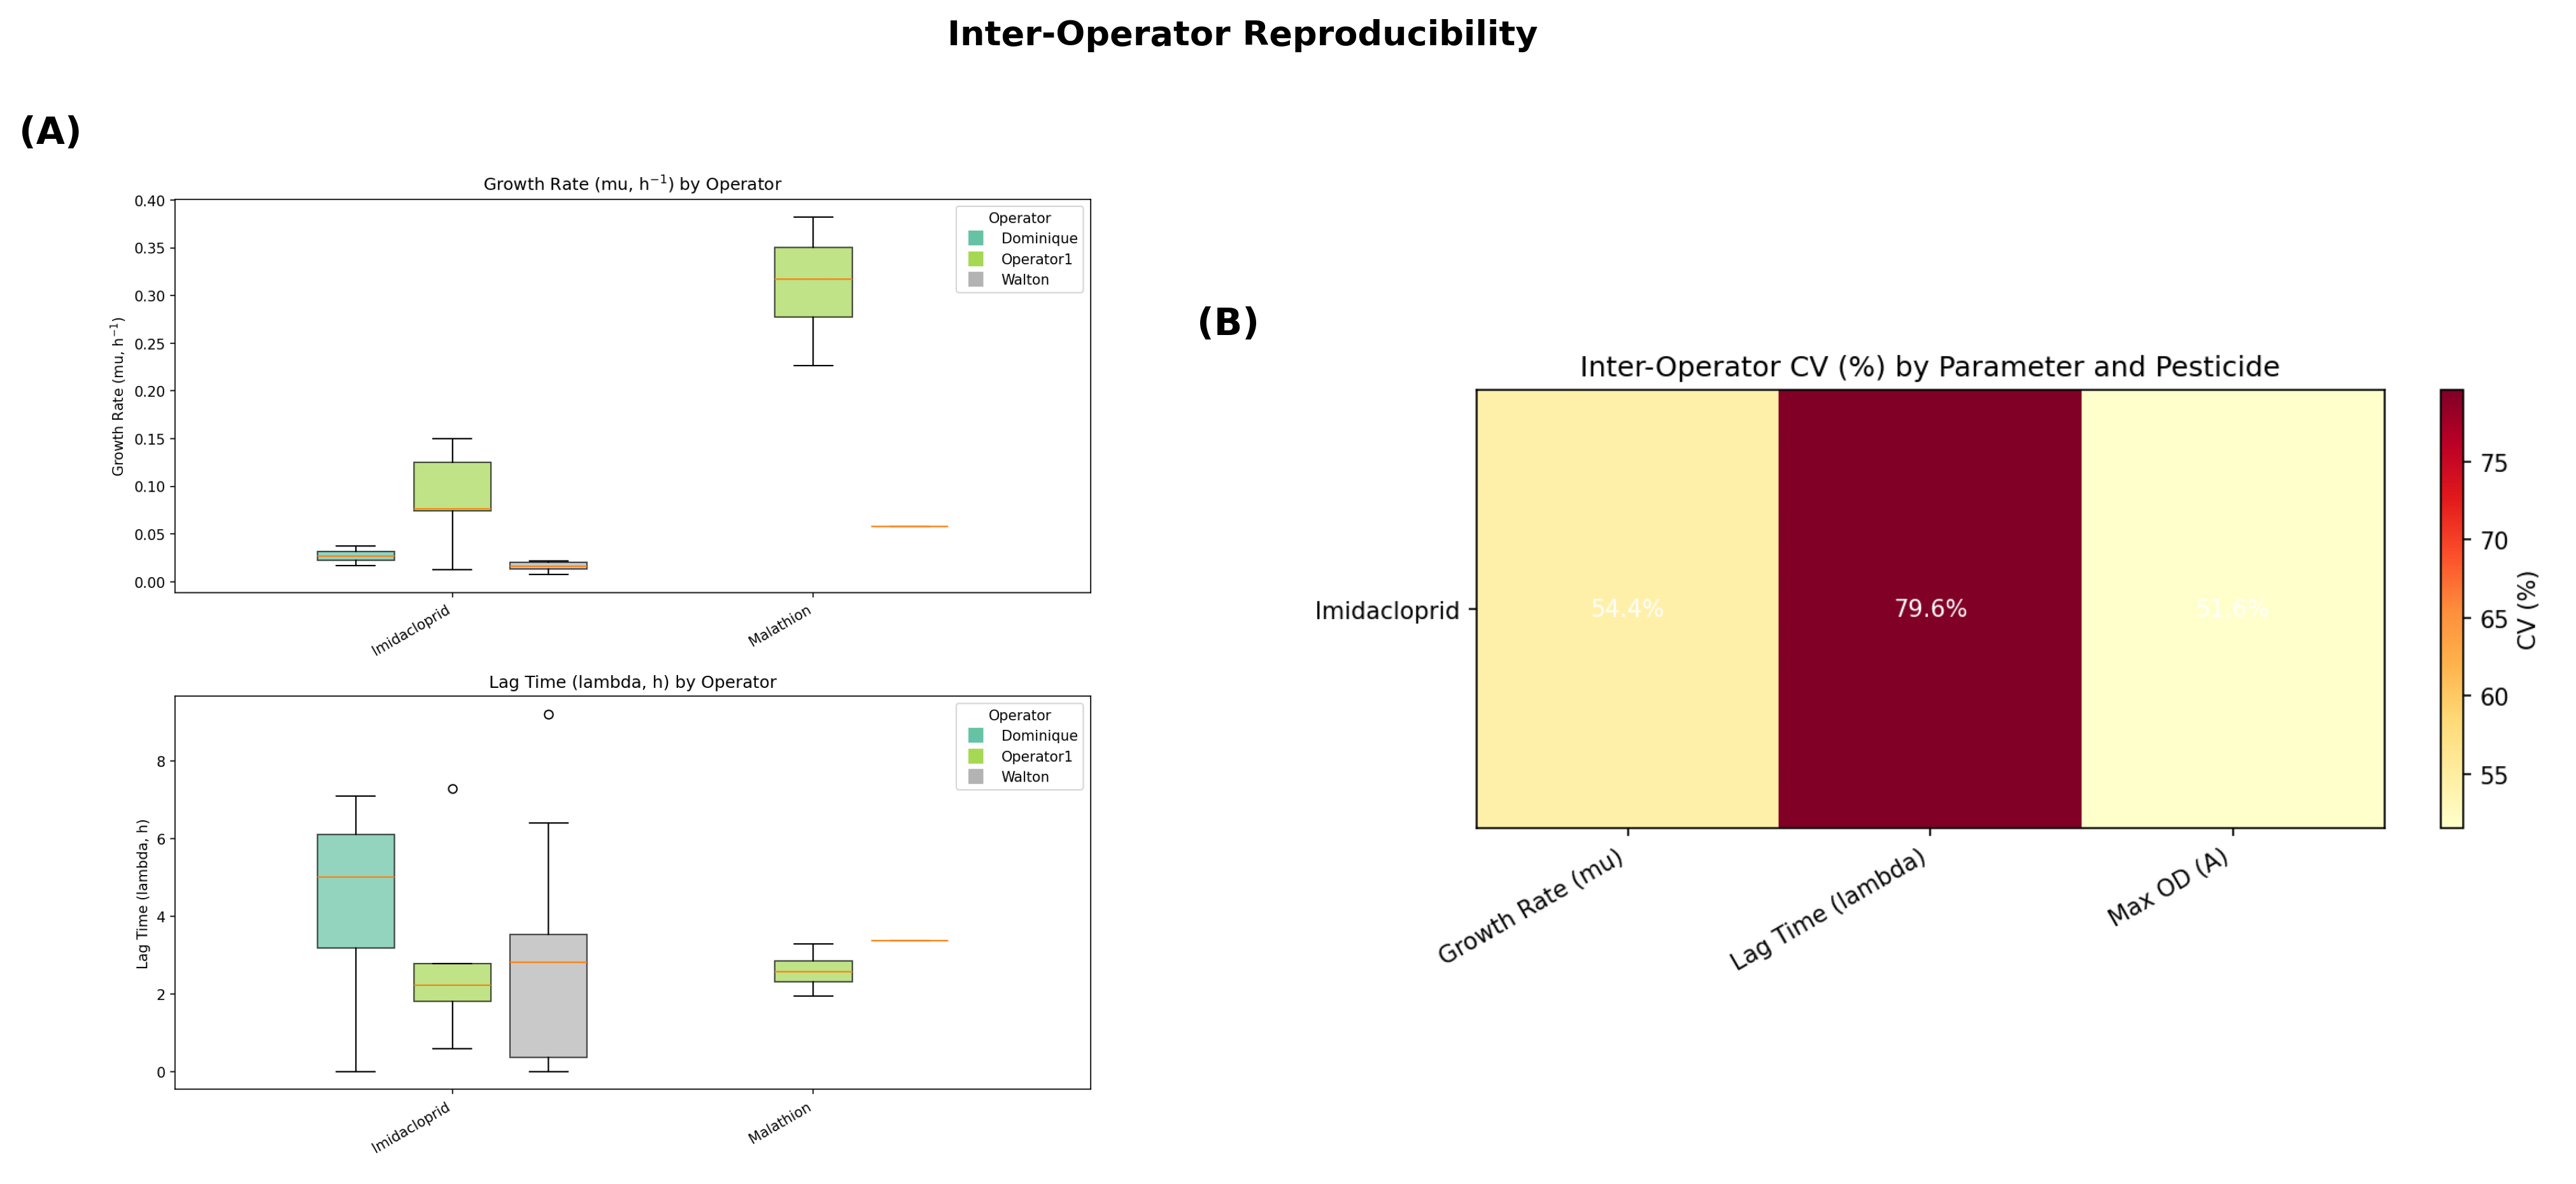 Inter-Operator Reproducibility
(A)
Growth Rate (mu, h⁻¹) by Operator
Growth Rate (mu, h⁻¹)
0.40
0.35
0.30
0.25
0.20
0.15
0.10
0.05
0.00
Operator
Dominique
Operator1
Walton
Imidacloprid
Malathion
Lag Time (lambda, h) by Operator
Lag Time (lambda, h)
8
6
4
2
0
Operator
Dominique
Operator1
Walton
Imidacloprid
Malathion
(B)
Inter-Operator CV (%) by Parameter and Pesticide
Imidacloprid
54.4%
79.6%
51.6%
Growth Rate (mu)
Lag Time (lambda)
Max OD (A)
75
70
65
60
55
CV (%)